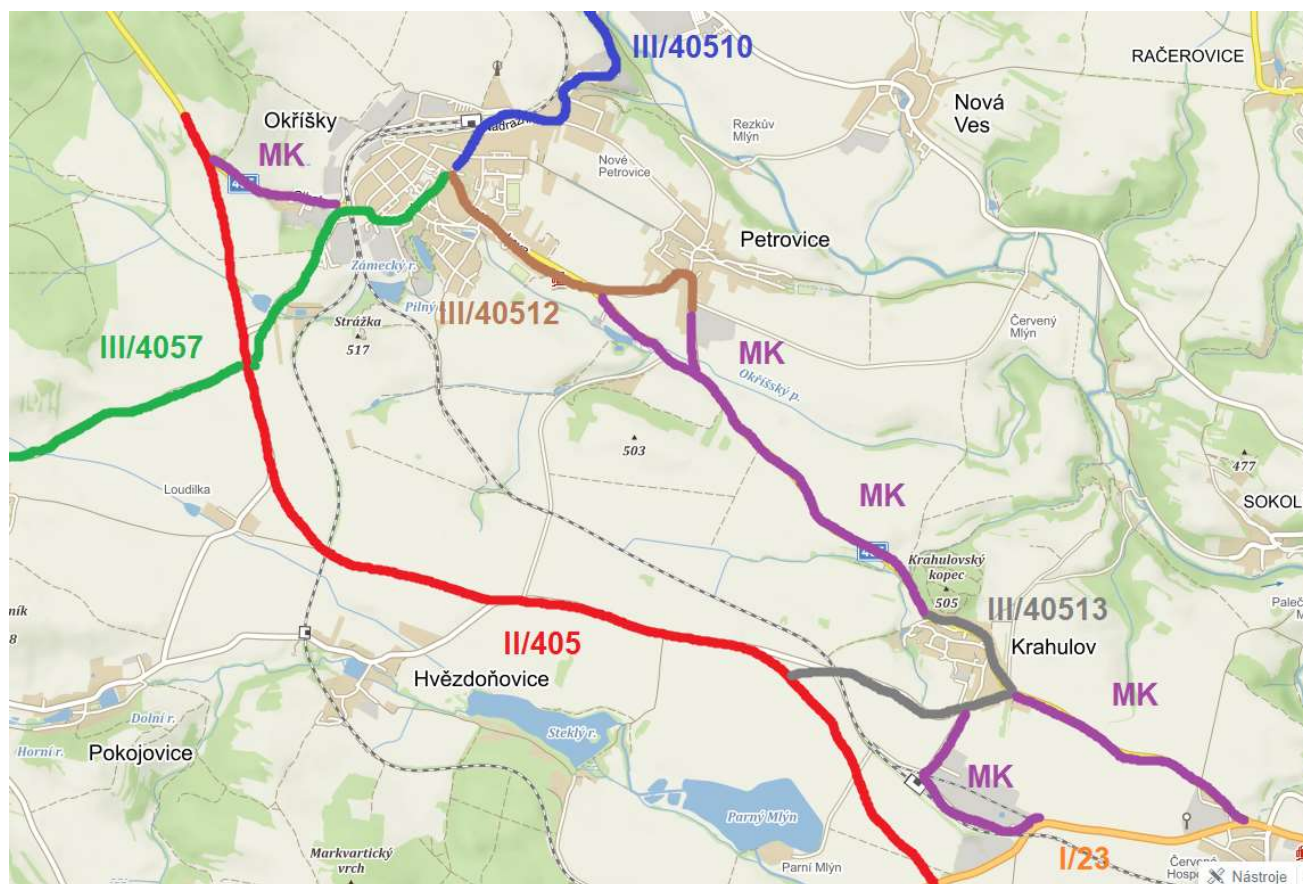 III/40510
RAČEROVICE
Okříšky
Nová
Ves
Rezkův
Mlýn
MK
Nové
Petrovice
Petrovice
Zámecký r.
Pilný
Strážka
517
III/40512
III/4057
Červený
Mlýn
MK
Okříšský p.
503
477
Loudilka
MK
SOKOL
Krahulovský
kopec
505
III/40513
II/405
Krahulov
Hvězdoňovice
MK
Dolní r.
Horní r.
Steklý r.
Pokojovice
MK
Parný Mlýn
Markvartický
vrch
Parní Mlýn
I/23
Nástroje